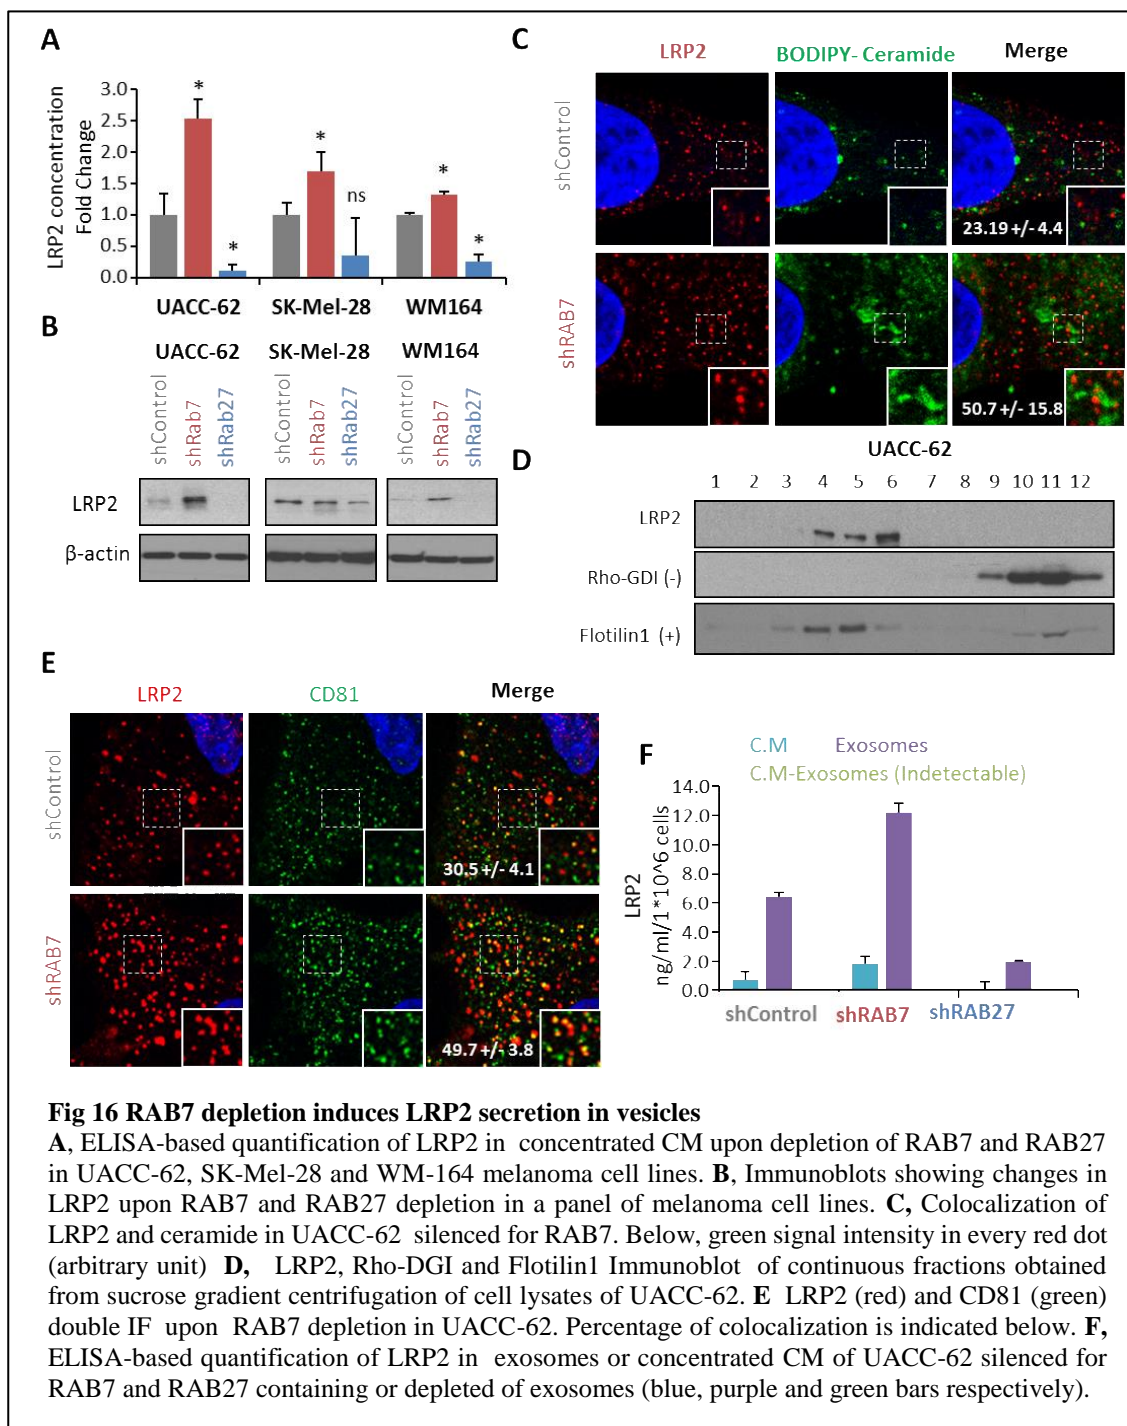 A
LRP2 concentration
Fold Change
3.0
2.5
2.0
1.5
1.0
0.5
0.0
*
*
*
ns
*
*
UACC-62
SK-Mel-28
WM164
B
UACC-62
SK-Mel-28
WM164
shControl
shRab7
shRab27
shControl
shRab7
shRab27
shControl
shRab7
shRab27
LRP2
β-actin
C
LRP2
BODIPY- Ceramide
Merge
shControl
23.19 +/- 4.4
shRAB7
50.7 +/- 15.8
D
UACC-62
1 2 3 4 5 6 7 8 9 10 11 12
LRP2
Rho-GDI (-)
Flotilin1 (+)
E
LRP2
CD81
Merge
shControl
30.5 +/- 4.1
shRAB7
49.7 +/- 3.8
F
C.M Exosomes
C.M-Exosomes (Indetectable)
LRP2
ng/ml/1*10^6 cells
14.0
12.0
10.0
8.0
6.0
4.0
2.0
0.0
shControl
shRAB7
shRAB27
Fig 16 RAB7 depletion induces LRP2 secretion in vesicles
A, ELISA-based quantification of LRP2 in concentrated CM upon depletion of RAB7 and RAB27
in UACC-62, SK-Mel-28 and WM-164 melanoma cell lines. B, Immunoblots showing changes in
LRP2 upon RAB7 and RAB27 depletion in a panel of melanoma cell lines. C, Colocalization of
LRP2 and ceramide in UACC-62 silenced for RAB7. Below, green signal intensity in every red dot
(arbitrary unit) D, LRP2, Rho-DGI and Flotilin1 Immunoblot of continuous fractions obtained
from sucrose gradient centrifugation of cell lysates of UACC-62. E LRP2 (red) and CD81 (green)
double IF upon RAB7 depletion in UACC-62. Percentage of colocalization is indicated below. F,
ELISA-based quantification of LRP2 in exosomes or concentrated CM of UACC-62 silenced for
RAB7 and RAB27 containing or depleted of exosomes (blue, purple and green bars respectively).